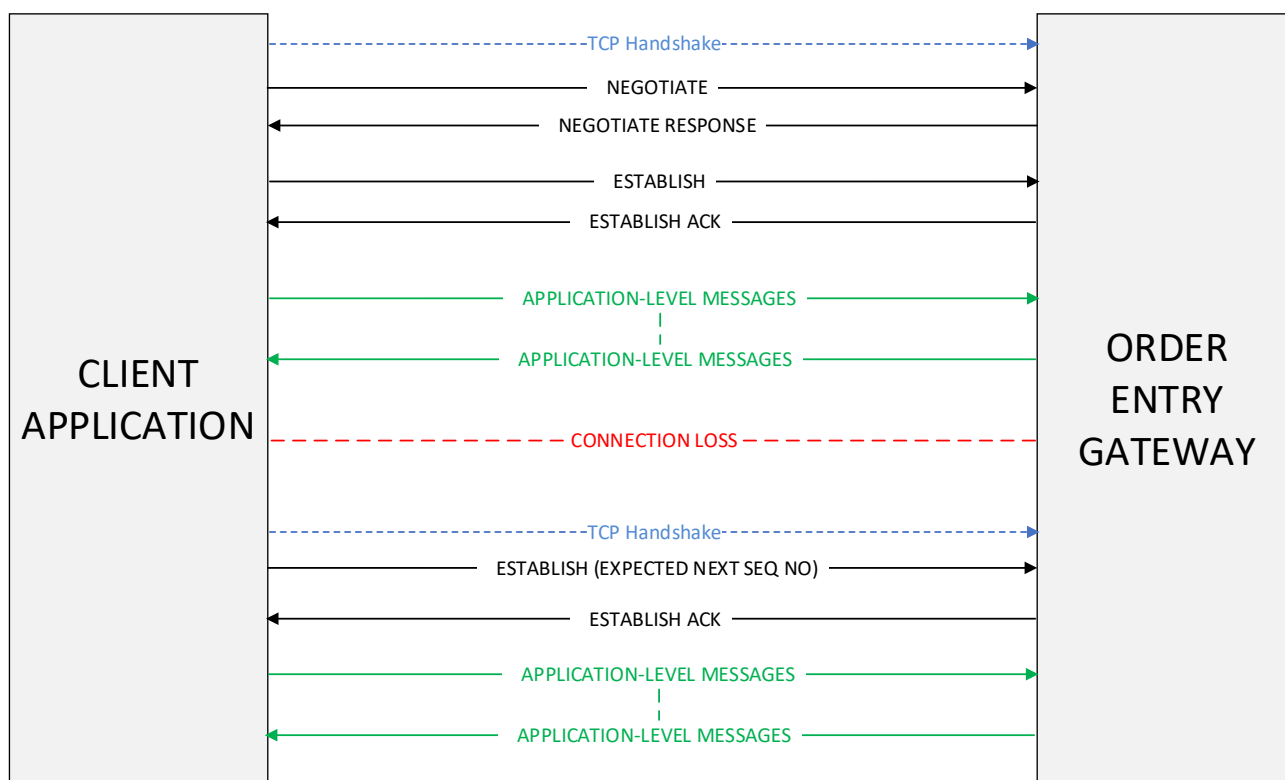 TCP Handshake
NEGOTIATE
NEGOTIATE RESPONSE
ESTABLISH
ESTABLISH ACK
APPLICATION-LEVEL MESSAGES
APPLICATION-LEVEL MESSAGES
CLIENT
APPLICATION
ORDER
ENTRY
GATEWAY
CONNECTION LOSS
TCP Handshake
ESTABLISH (EXPECTED NEXT SEQ NO)
ESTABLISH ACK
APPLICATION-LEVEL MESSAGES
APPLICATION-LEVEL MESSAGES